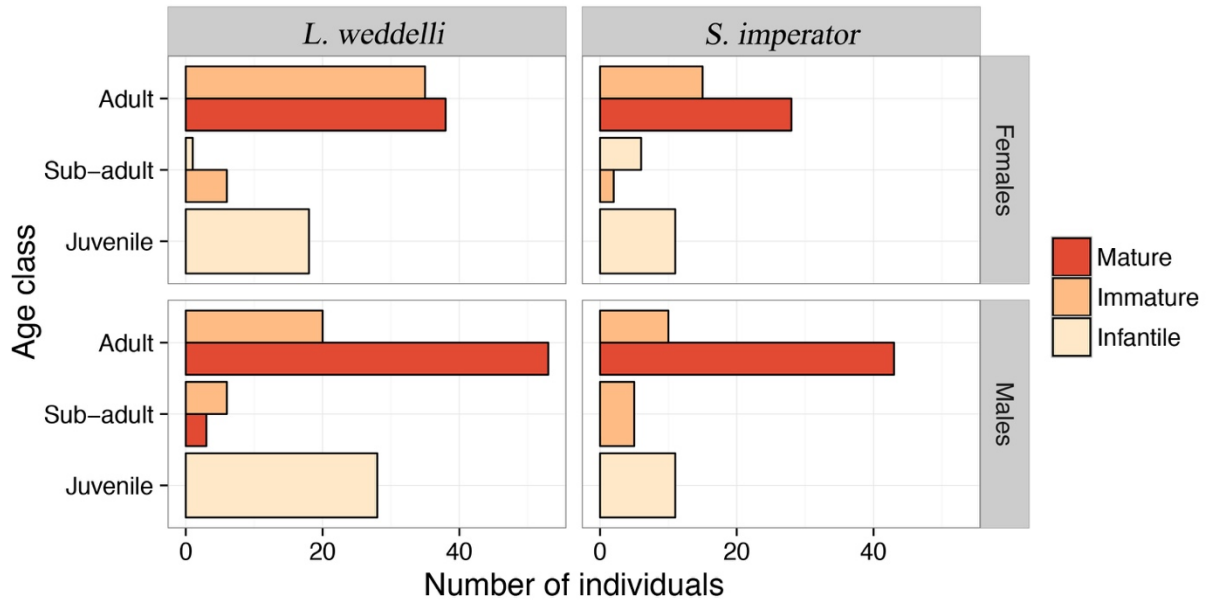 L. weddelli
S. imperator
Adult
Sub-adult
Juvenile
Females
Adult
Sub-adult
Juvenile
Males
Age class
0 20 40
0 20 40
Number of individuals
Mature
Immature
Infantile